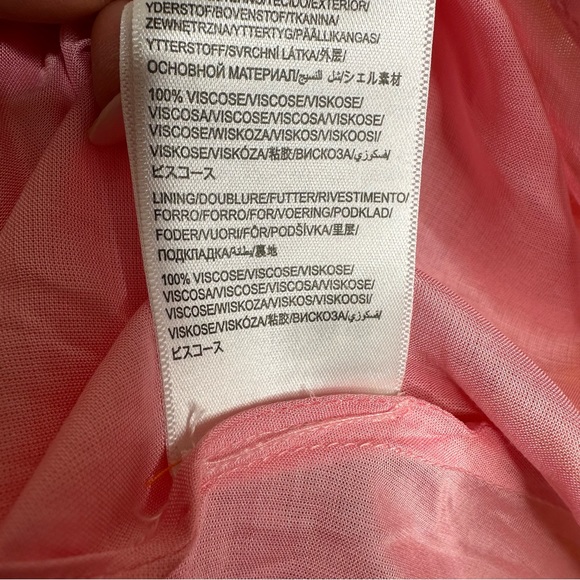 YDERSTOF/BOVENSTOF/TKANINA/
ZEWNĘTRZNA/YTTERTYG/PÄÄLLIKANGAS/
YTTERSTOFF/SVRCHNÍ LÁTKA/外层/
ОСНОВНОЙ МАТЕРИАЛ/شل النسيج/シェル素材
100% VISCOSE/VISCOSE/VISKOSE/
VISCOSA/VISCOSE/VISCOSA/VISKOSE/
VISCOSE/WISKOZA/VISKOS/VISKOOSI/
VISKOSE/VISKÓZA/粘胶/ВИСКОЗА/فسكوزي/
ビスコース
LINING/DOUBLURE/FUTTER/RIVESTIMENTO/
FORRO/FORRO/FOR/VOERING/PODKLAD/
FODER/VUORI/FÔR/PODŠÍVKA/里层/
ПОДКЛАДКА/بطانة/裏地
100% VISCOSE/VISCOSE/VISKOSE/
VISCOSA/VISCOSE/VISCOSA/VISKOSE/
VISCOSE/WISKOZA/VISKOS/VISKOOSI/
VISKOSE/VISKÓZA/粘胶/ВИСКОЗА/فسكوزي/
ビスコース